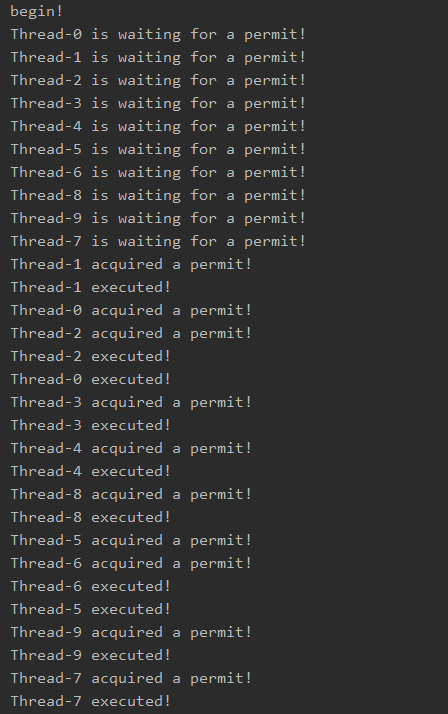 begin!
Thread-0 is waiting for a permit!
Thread-1 is waiting for a permit!
Thread-2 is waiting for a permit!
Thread-3 is waiting for a permit!
Thread-4 is waiting for a permit!
Thread-5 is waiting for a permit!
Thread-6 is waiting for a permit!
Thread-8 is waiting for a permit!
Thread-9 is waiting for a permit!
Thread-7 is waiting for a permit!
Thread-1 acquired a permit!
Thread-1 executed!
Thread-0 acquired a permit!
Thread-2 acquired a permit!
Thread-2 executed!
Thread-0 executed!
Thread-3 acquired a permit!
Thread-3 executed!
Thread-4 acquired a permit!
Thread-4 executed!
Thread-8 acquired a permit!
Thread-8 executed!
Thread-5 acquired a permit!
Thread-6 acquired a permit!
Thread-6 executed!
Thread-5 executed!
Thread-9 acquired a permit!
Thread-9 executed!
Thread-7 acquired a permit!
Thread-7 executed!